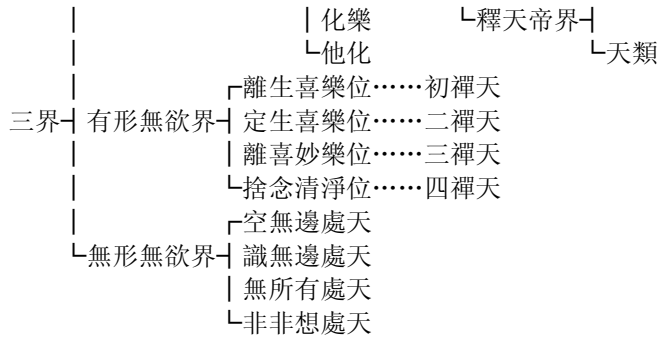 ｜ ｜化樂 └釋天帝界┤
｜ └他化 └天類
｜ ┌離生喜樂位……初禪天
三界┤有形無欲界┤定生喜樂位……二禪天
｜ ｜離喜妙樂位……三禪天
｜ └捨念清淨位……四禪天
｜ ┌空無邊處天
└無形無欲界┤識無邊處天
｜無所有處天
└非非想處天